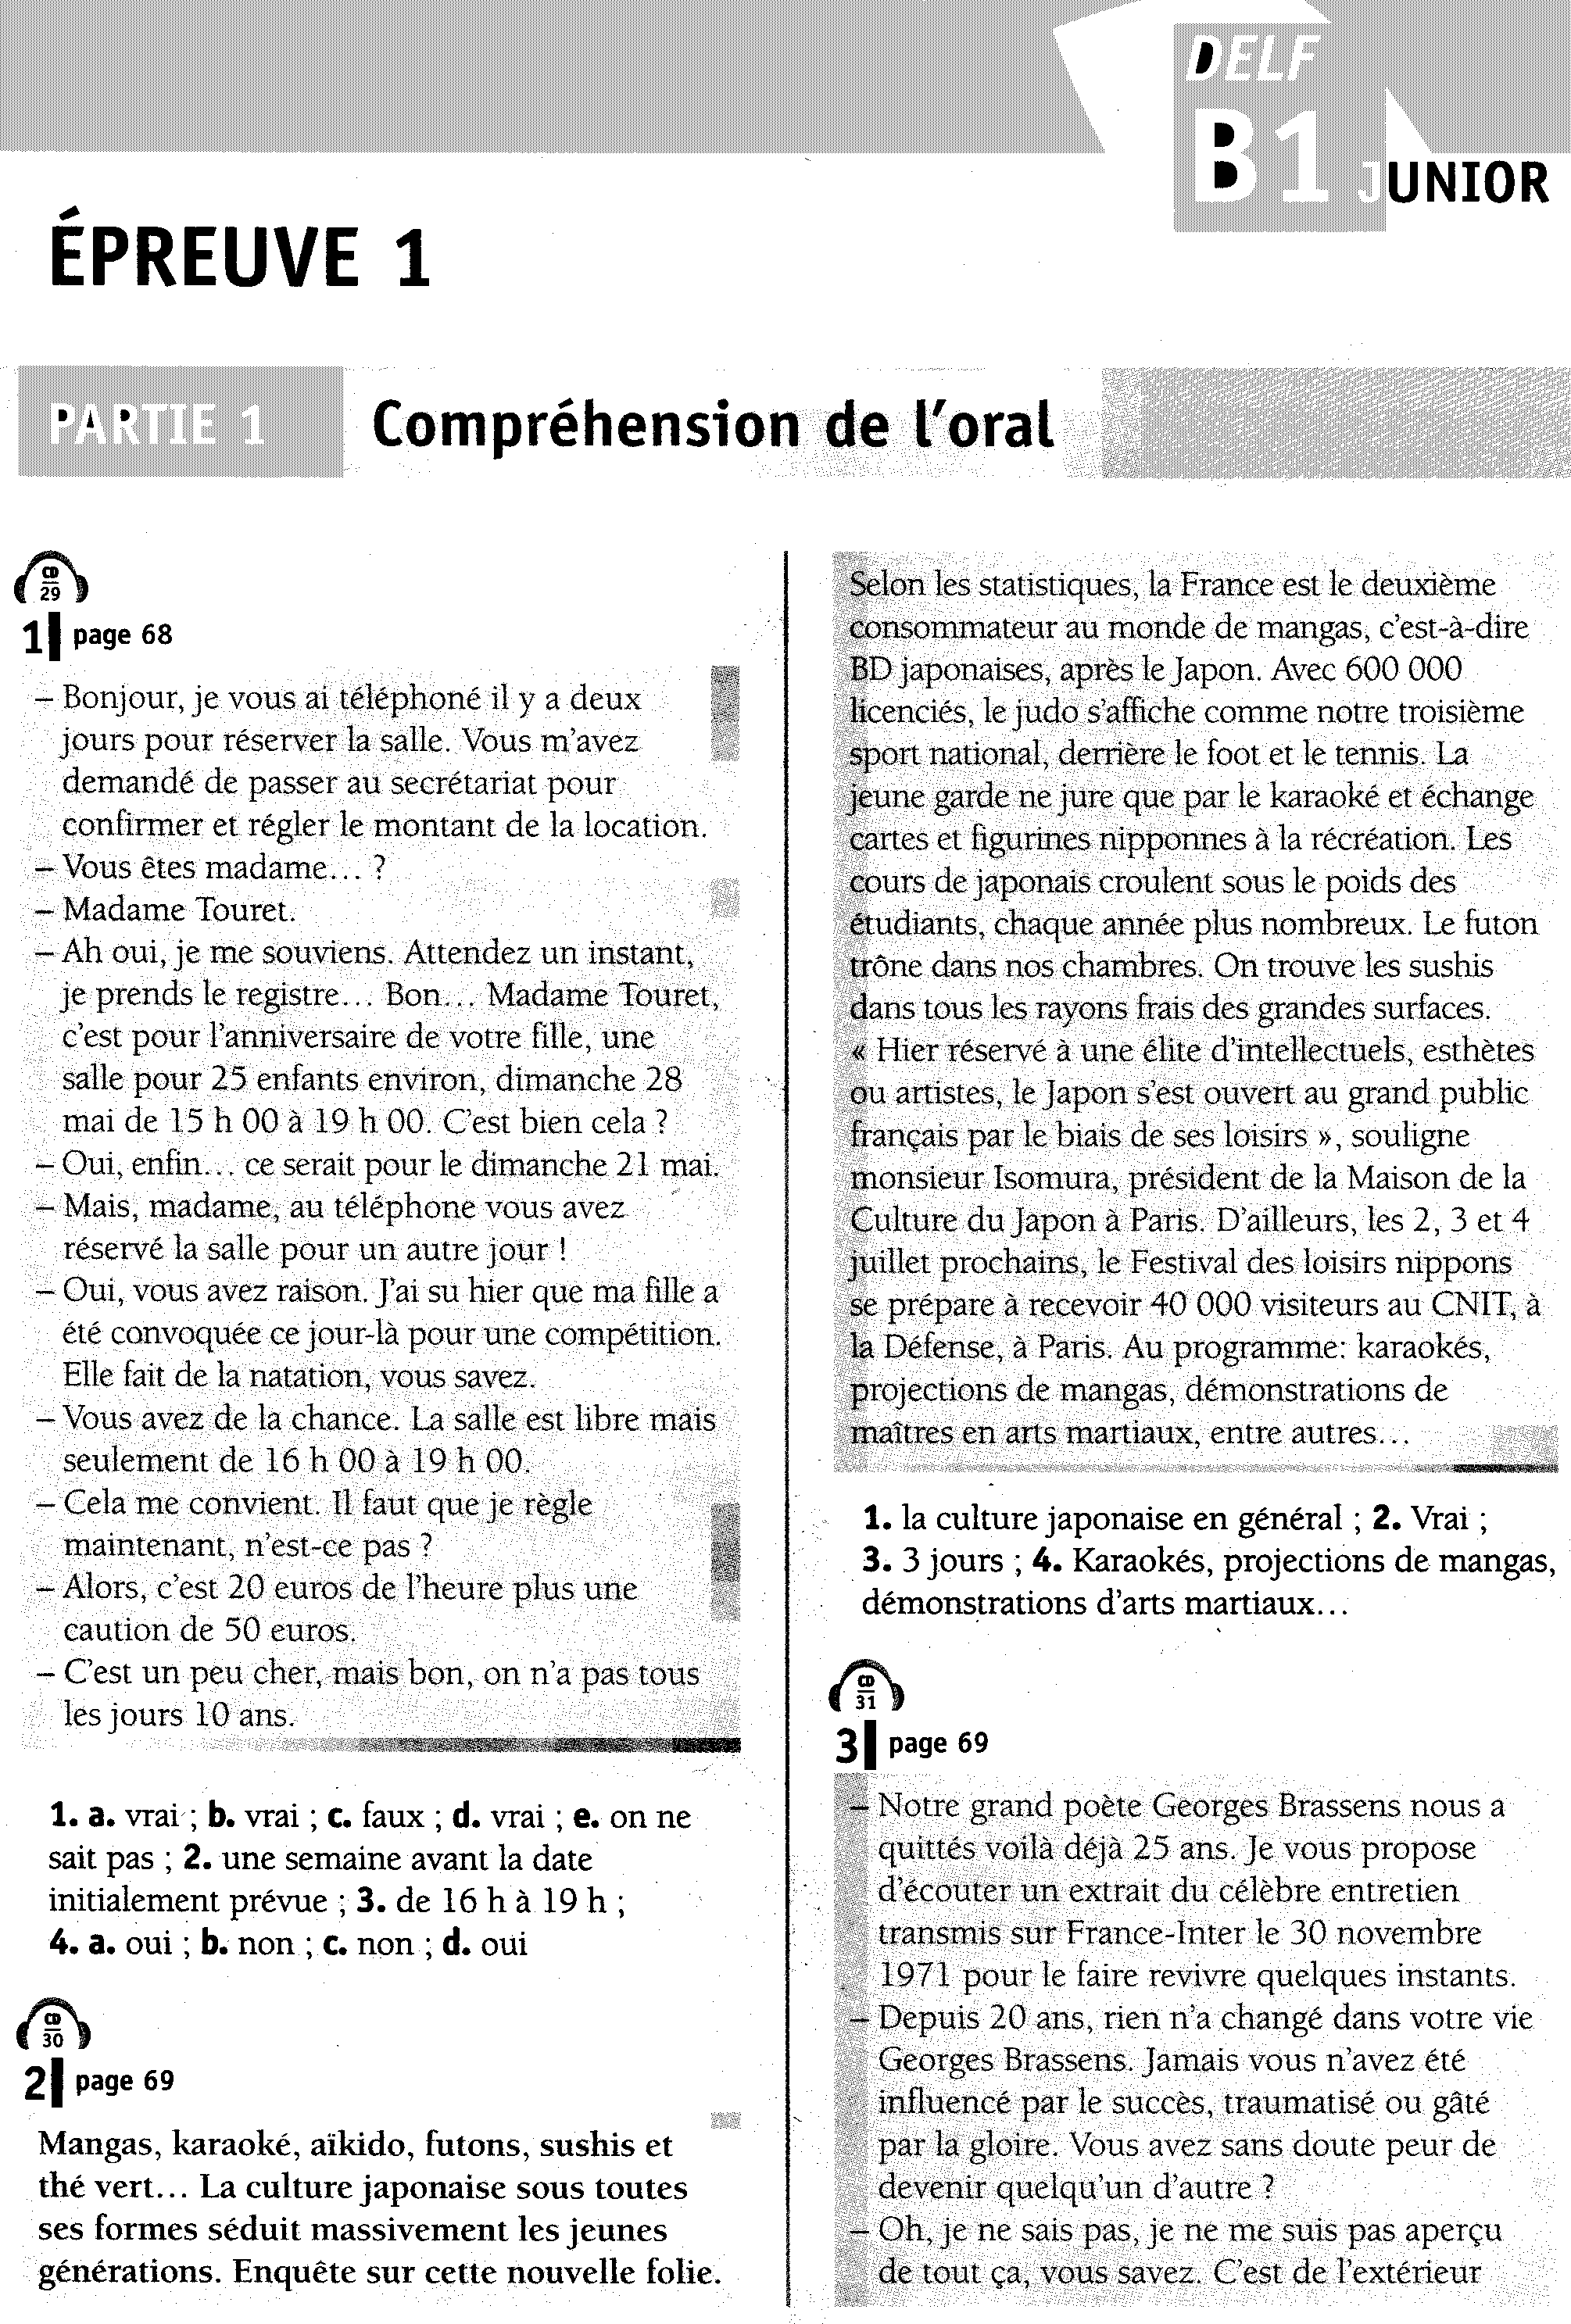 DELF
B1 JUNIOR
ÉPREUVE 1
PARTIE 1 Compréhension de l'oral
CD
29
1 page 68
– Bonjour, je vous ai téléphoné il y a deux
jours pour réserver la salle. Vous m'avez
demandé de passer au secrétariat pour
confirmer et régler le montant de la location.
– Vous êtes madame... ?
– Madame Touret.
– Ah oui, je me souviens. Attendez un instant,
je prends le registre... Bon... Madame Touret,
c'est pour l'anniversaire de votre fille, une
salle pour 25 enfants environ, dimanche 28
mai de 15 h 00 à 19 h 00. C'est bien cela ?
– Oui, enfin... ce serait pour le dimanche 21 mai.
– Mais, madame, au téléphone vous avez
réservé la salle pour un autre jour !
– Oui, vous avez raison. J'ai su hier que ma fille a
été convoquée ce jour-là pour une compétition.
Elle fait de la natation, vous savez.
– Vous avez de la chance. La salle est libre mais
seulement de 16 h 00 à 19 h 00.
– Cela me convient. Il faut que je règle
maintenant, n'est-ce pas ?
– Alors, c'est 20 euros de l'heure plus une
caution de 50 euros.
– C'est un peu cher, mais bon, on n'a pas tous
les jours 10 ans.
1. a. vrai ; b. vrai ; c. faux ; d. vrai ; e. on ne
sait pas ; 2. une semaine avant la date
initialement prévue ; 3. de 16 h à 19 h ;
4. a. oui ; b. non ; c. non ; d. oui
CD
30
2 page 69
Mangas, karaoké, aïkido, futons, sushis et
thé vert... La culture japonaise sous toutes
ses formes séduit massivement les jeunes
générations. Enquête sur cette nouvelle folie.
Selon les statistiques, la France est le deuxième
consommateur au monde de mangas, c'est-à-dire
BD japonaises, après le Japon. Avec 600 000
licenciés, le judo s'affiche comme notre troisième
sport national, derrière le foot et le tennis. La
jeune garde ne jure que par le karaoké et échange
cartes et figurines nipponnes à la récréation. Les
cours de japonais croulent sous le poids des
étudiants, chaque année plus nombreux. Le futon
trône dans nos chambres. On trouve les sushis
dans tous les rayons frais des grandes surfaces.
« Hier réservé à une élite d'intellectuels, esthètes
ou artistes, le Japon s'est ouvert au grand public
français par le biais de ses loisirs », souligne
monsieur Isomura, président de la Maison de la
Culture du Japon à Paris. D'ailleurs, les 2, 3 et 4
juillet prochains, le Festival des loisirs nippons
se prépare à recevoir 40 000 visiteurs au CNIT, à
la Défense, à Paris. Au programme: karaokés,
projections de mangas, démonstrations de
maîtres en arts martiaux, entre autres...
1. la culture japonaise en général ; 2. Vrai ;
3. 3 jours ; 4. Karaokés, projections de mangas,
démonstrations d'arts martiaux...
CD
31
3 page 69
– Notre grand poète Georges Brassens nous a
quittés voilà déjà 25 ans. Je vous propose
d'écouter un extrait du célèbre entretien
transmis sur France-Inter le 30 novembre
1971 pour le faire revivre quelques instants.
– Depuis 20 ans, rien n'a changé dans votre vie
Georges Brassens. Jamais vous n'avez été
influencé par le succès, traumatisé ou gâté
par la gloire. Vous avez sans doute peur de
devenir quelqu'un d'autre ?
– Oh, je ne sais pas, je ne me suis pas aperçu
de tout ça, vous savez. C'est de l'extérieur